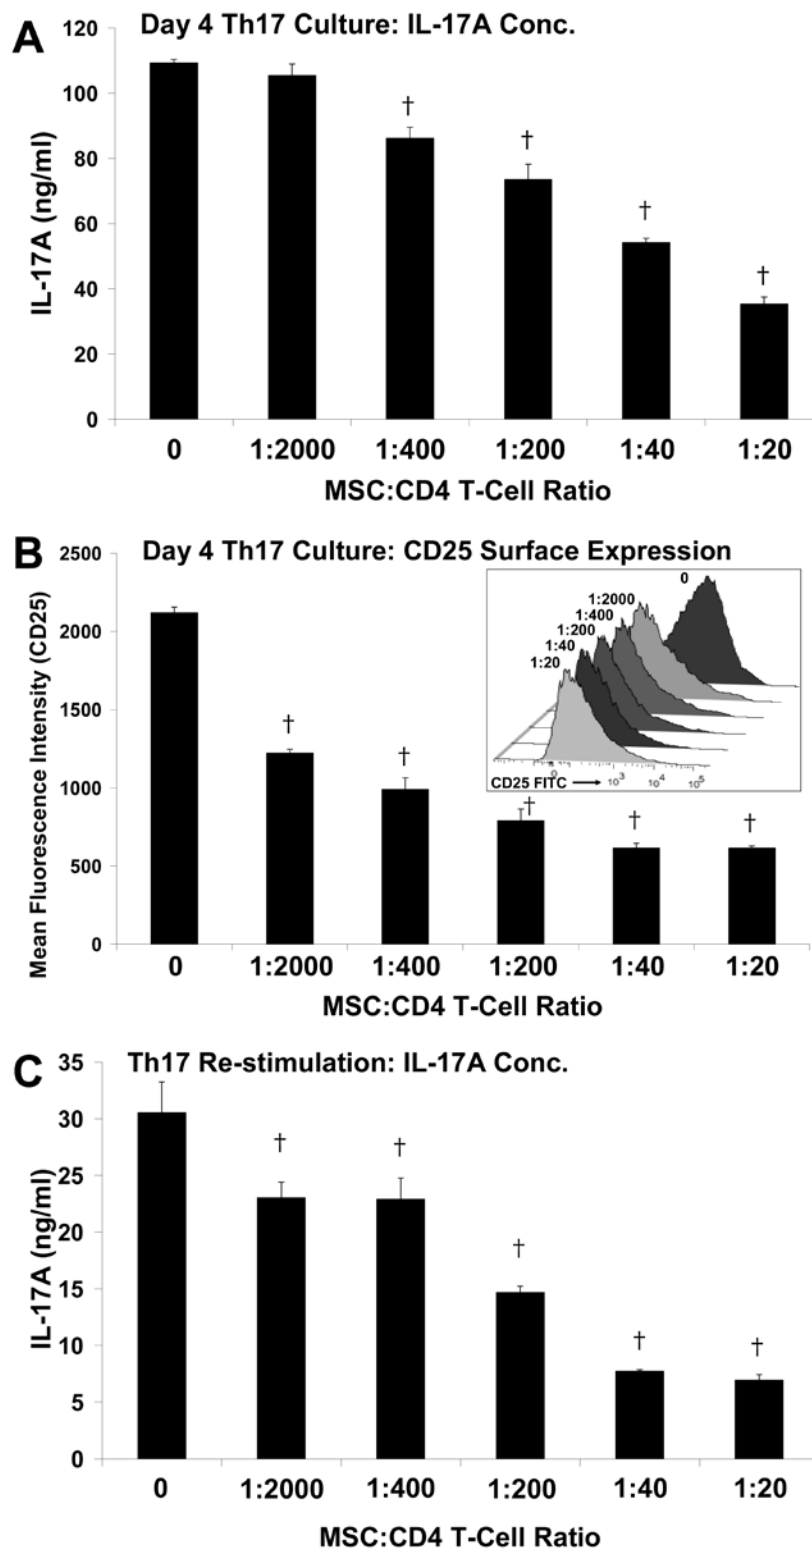 A
Day 4 Th17 Culture: IL-17A Conc.
IL-17A (ng/ml)
120
100
80
60
40
20
0
† † † †
0 1:2000 1:400 1:200 1:40 1:20
MSC:CD4 T-Cell Ratio
B
Day 4 Th17 Culture: CD25 Surface Expression
Mean Fluorescence Intensity (CD25)
2500
2000
1500
1000
500
0
0
1:2000
1:400
1:200
1:40
1:20
0 10³ 10⁴ 10⁵
CD25 FITC →
† † † † †
0 1:2000 1:400 1:200 1:40 1:20
MSC:CD4 T-Cell Ratio
C
Th17 Re-stimulation: IL-17A Conc.
IL-17A (ng/ml)
35
30
25
20
15
10
5
0
† † † † †
0 1:2000 1:400 1:200 1:40 1:20
MSC:CD4 T-Cell Ratio